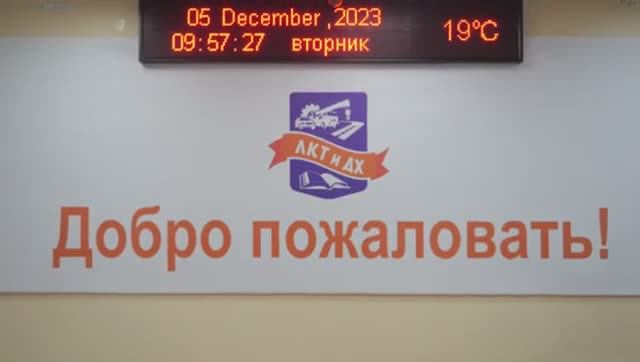 05 December ,2023
09:57:27 вторник
19°C
ЛКТ и ДХ
Добро пожаловать!